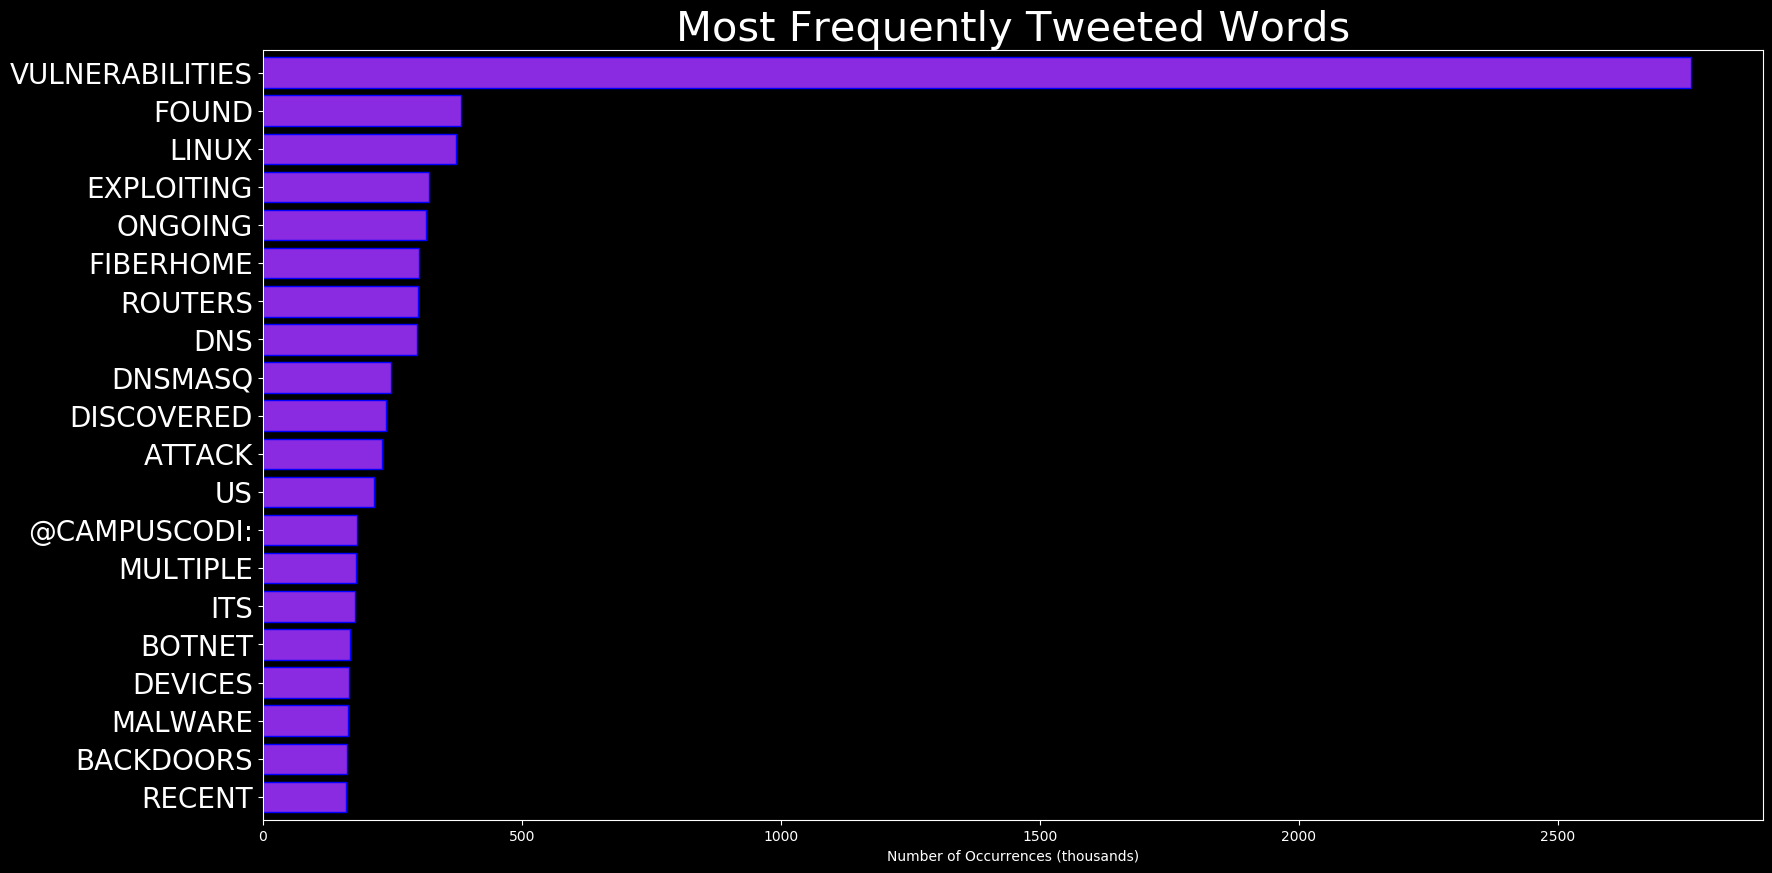 Most Frequently Tweeted Words
VULNERABILITIES
FOUND
LINUX
EXPLOITING
ONGOING
FIBERHOME
ROUTERS
DNS
DNSMASQ
DISCOVERED
ATTACK
US
@CAMPUSCODI:
MULTIPLE
ITS
BOTNET
DEVICES
MALWARE
BACKDOORS
RECENT
0 500 1000 1500 2000 2500
Number of Occurrences (thousands)